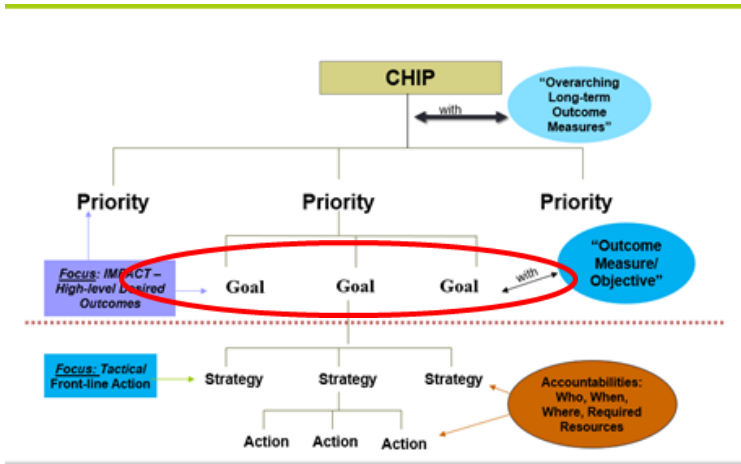 CHIP
with
“Overarching
Long-term
Outcome
Measures”
Priority
Priority
Priority
Focus: IMPACT –
High-level Desired
Outcomes
Goal
Goal
Goal
with
“Outcome
Measure/
Objective”
Focus: Tactical
Front-line Action
Strategy
Strategy
Strategy
Accountabilities:
Who, When,
Where, Required
Resources
Action
Action
Action